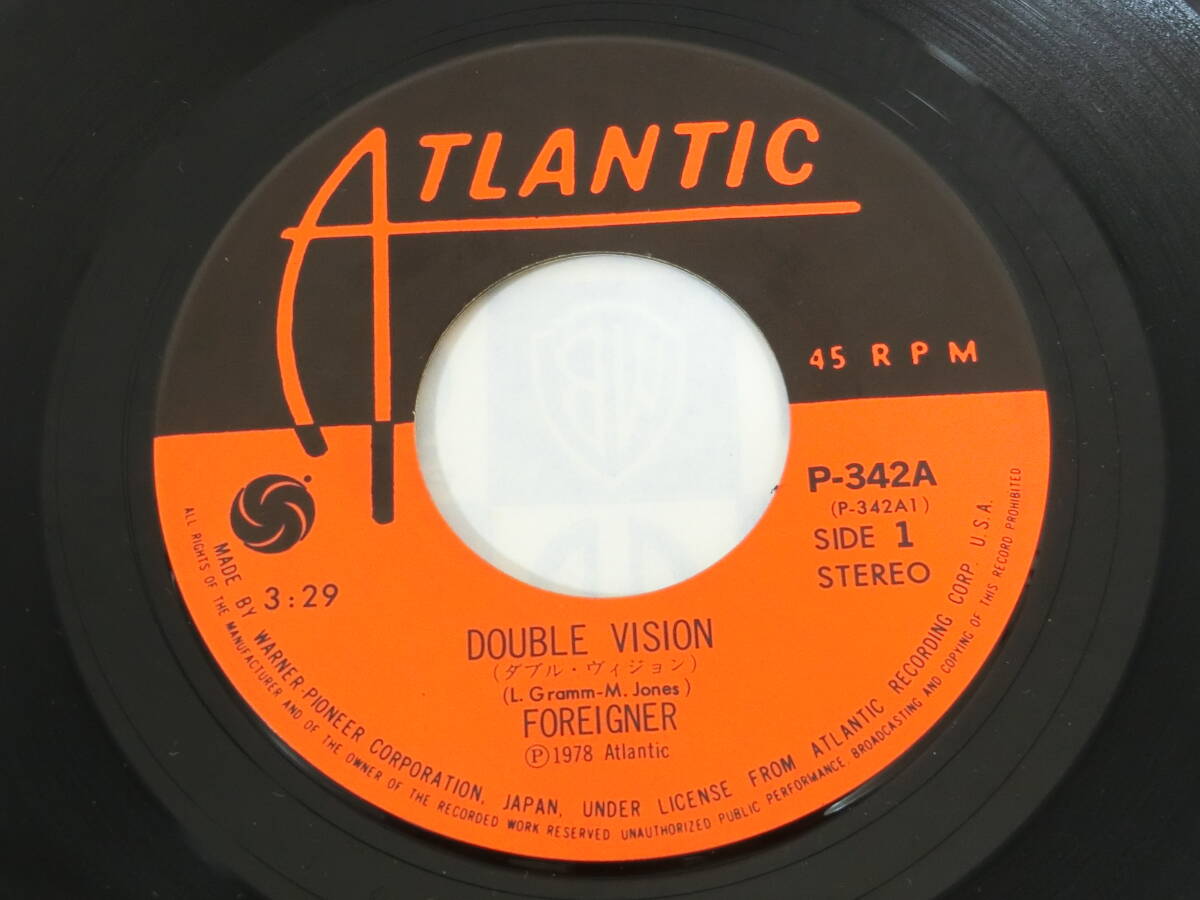 ATLANTIC
45 RPM
P-342A
(P-342A1)
SIDE 1
STEREO
3:29
DOUBLE VISION
(ダブル・ヴィジョン)
(L. Gramm-M. Jones)
FOREIGNER
Ⓟ1978 Atlantic
MADE BY WARNER-PIONEER CORPORATION, JAPAN, UNDER LICENSE FROM ATLANTIC RECORDING CORP. U.S.A.
ALL RIGHTS OF THE MANUFACTURER AND OF THE OWNER OF THE RECORDED WORK RESERVED UNAUTHORIZED PUBLIC PERFORMANCE BROADCASTING AND COPYING OF THIS RECORD PROHIBITED